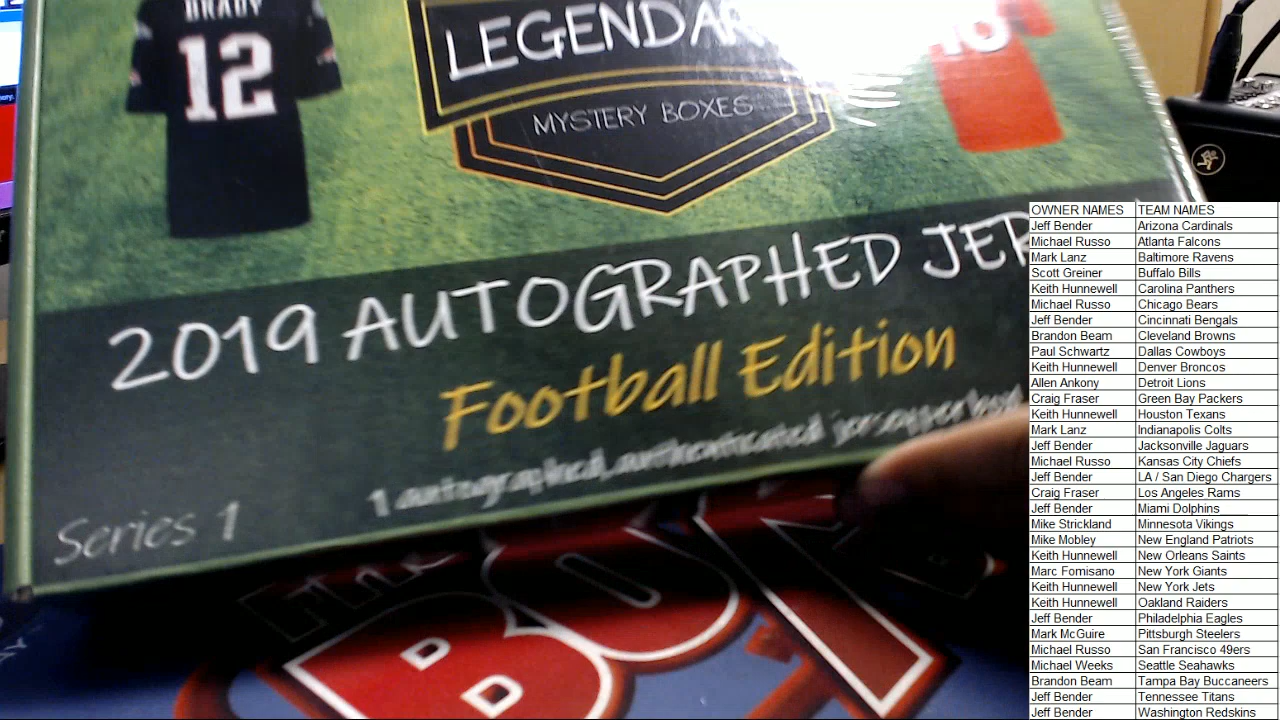 BRADY
12
LEGENDAR
MYSTERY BOXES
2019 AUTOGRAPHED JER
Football Edition
1 autographed, authenticated jersey per box!
Series 1
OWNER NAMES TEAM NAMES
Jeff Bender Arizona Cardinals
Michael Russo Atlanta Falcons
Mark Lanz Baltimore Ravens
Scott Greiner Buffalo Bills
Keith Hunnewell Carolina Panthers
Michael Russo Chicago Bears
Jeff Bender Cincinnati Bengals
Brandon Beam Cleveland Browns
Paul Schwartz Dallas Cowboys
Keith Hunnewell Denver Broncos
Allen Ankony Detroit Lions
Craig Fraser Green Bay Packers
Keith Hunnewell Houston Texans
Mark Lanz Indianapolis Colts
Jeff Bender Jacksonville Jaguars
Michael Russo Kansas City Chiefs
Jeff Bender LA / San Diego Chargers
Craig Fraser Los Angeles Rams
Jeff Bender Miami Dolphins
Mike Strickland Minnesota Vikings
Mike Mobley New England Patriots
Keith Hunnewell New Orleans Saints
Marc Fornisano New York Giants
Keith Hunnewell New York Jets
Keith Hunnewell Oakland Raiders
Jeff Bender Philadelphia Eagles
Mark McGuire Pittsburgh Steelers
Michael Russo San Francisco 49ers
Michael Weeks Seattle Seahawks
Brandon Beam Tampa Bay Buccaneers
Jeff Bender Tennessee Titans
Jeff Bender Washington Redskins